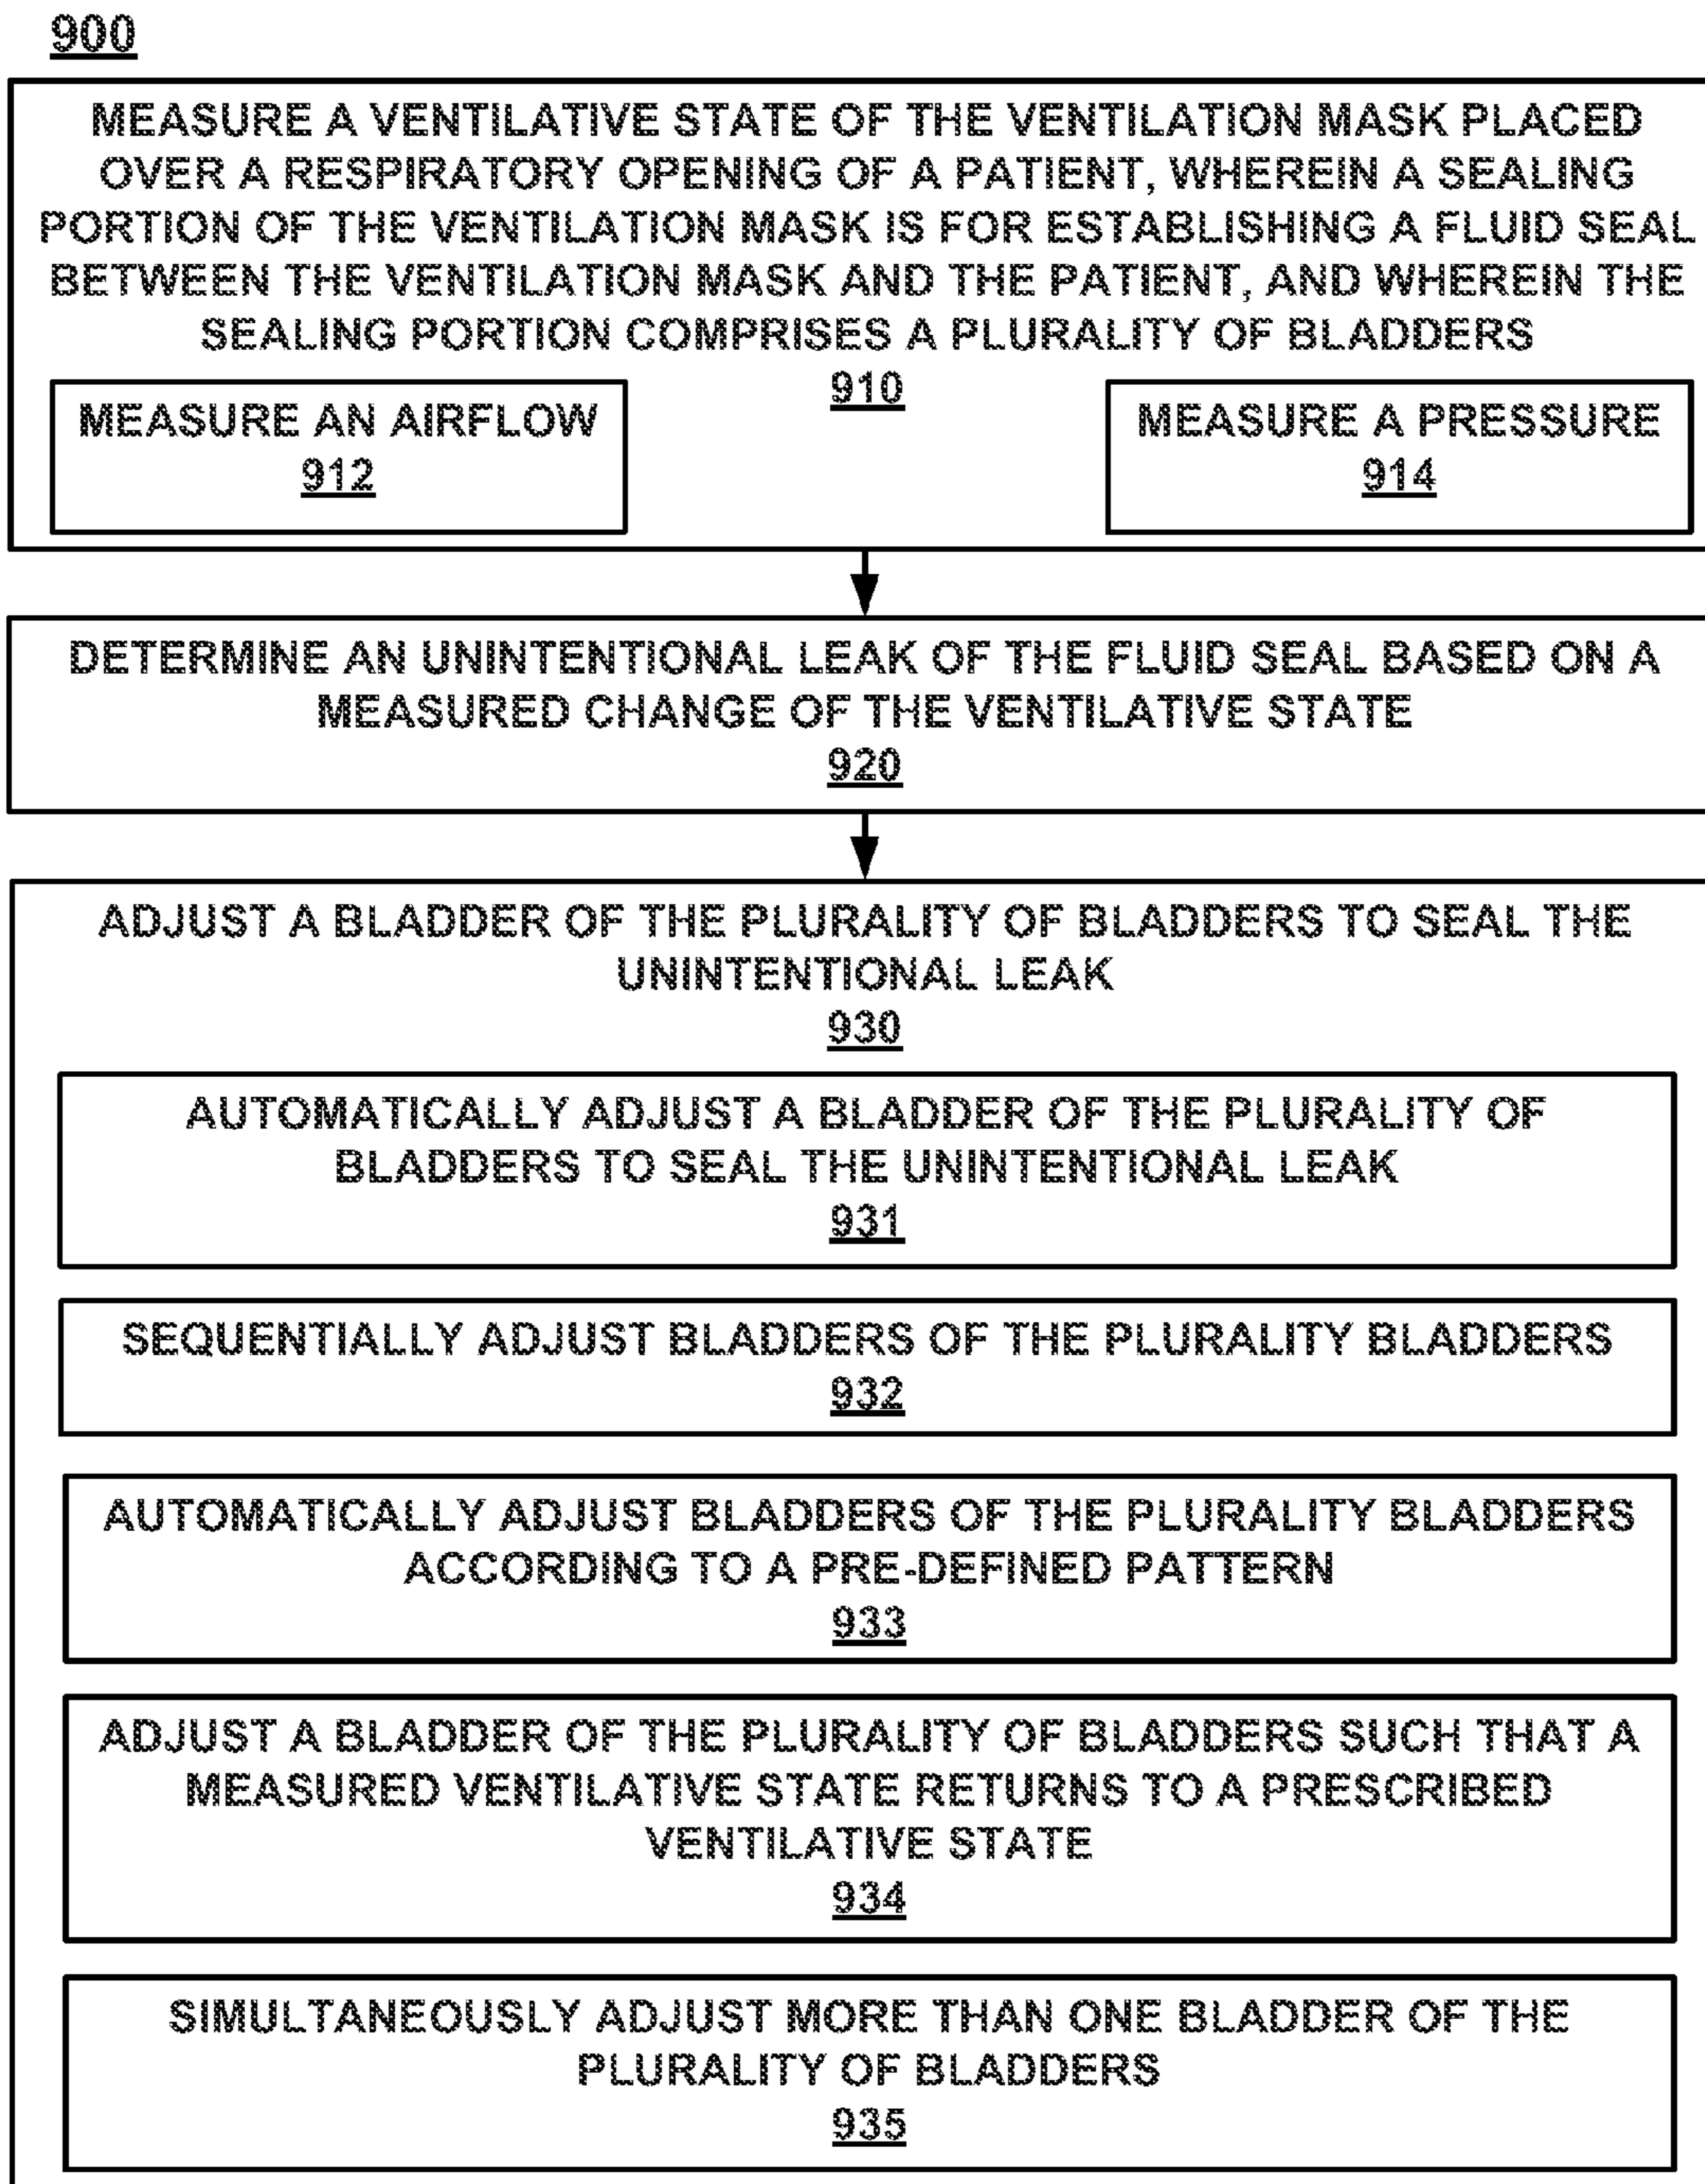 900
MEASURE A VENTILATIVE STATE OF THE VENTILATION MASK PLACED
OVER A RESPIRATORY OPENING OF A PATIENT, WHEREIN A SEALING
PORTION OF THE VENTILATION MASK IS FOR ESTABLISHING A FLUID SEAL
BETWEEN THE VENTILATION MASK AND THE PATIENT, AND WHEREIN THE
SEALING PORTION COMPRISES A PLURALITY OF BLADDERS
910
MEASURE AN AIRFLOW
912
MEASURE A PRESSURE
914
DETERMINE AN UNINTENTIONAL LEAK OF THE FLUID SEAL BASED ON A
MEASURED CHANGE OF THE VENTILATIVE STATE
920
ADJUST A BLADDER OF THE PLURALITY OF BLADDERS TO SEAL THE
UNINTENTIONAL LEAK
930
AUTOMATICALLY ADJUST A BLADDER OF THE PLURALITY OF
BLADDERS TO SEAL THE UNINTENTIONAL LEAK
931
SEQUENTIALLY ADJUST BLADDERS OF THE PLURALITY BLADDERS
932
AUTOMATICALLY ADJUST BLADDERS OF THE PLURALITY BLADDERS
ACCORDING TO A PRE-DEFINED PATTERN
933
ADJUST A BLADDER OF THE PLURALITY OF BLADDERS SUCH THAT A
MEASURED VENTILATIVE STATE RETURNS TO A PRESCRIBED
VENTILATIVE STATE
934
SIMULTANEOUSLY ADJUST MORE THAN ONE BLADDER OF THE
PLURALITY OF BLADDERS
935